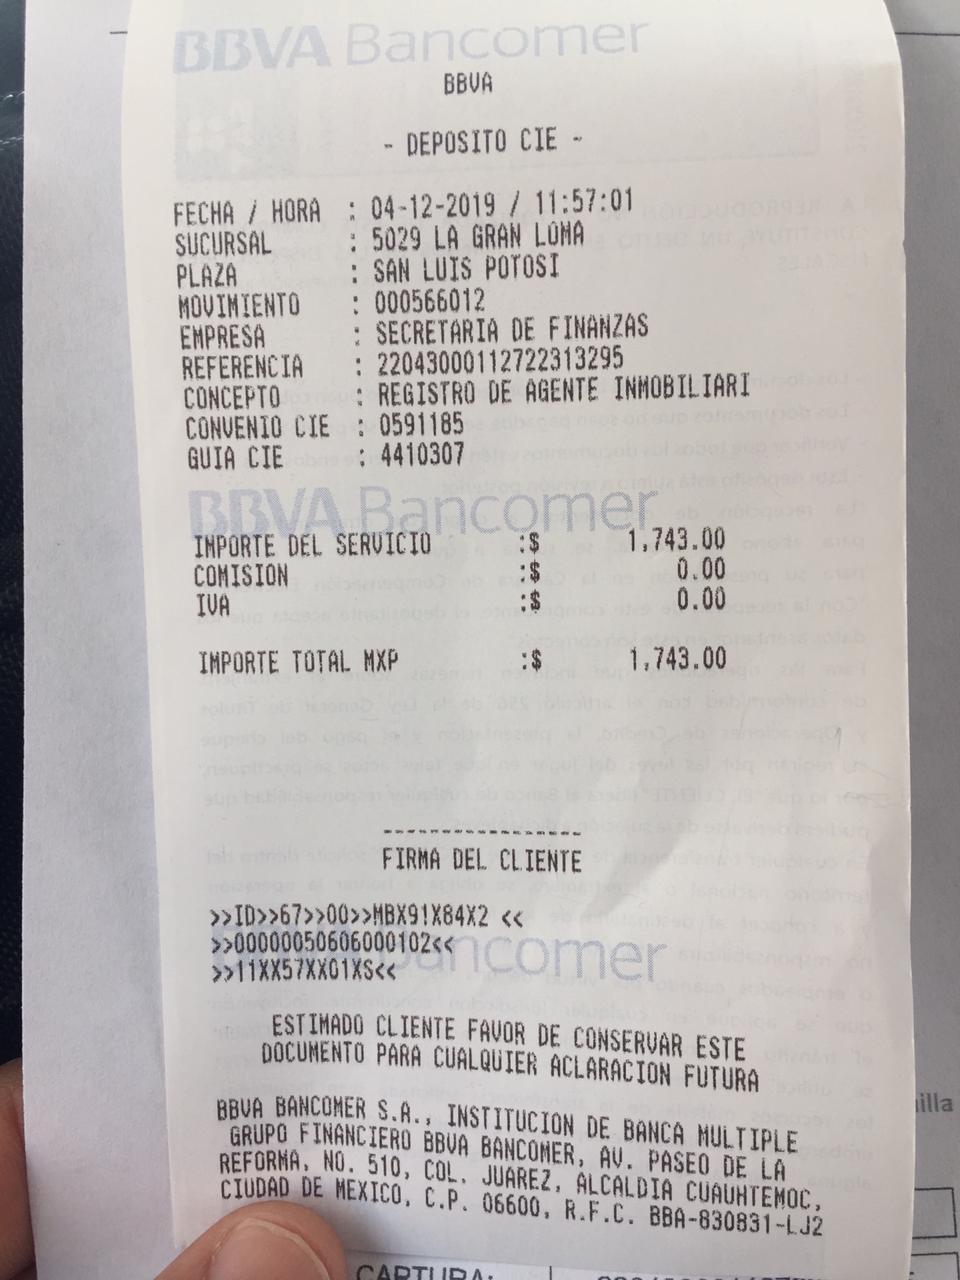 BBVA Bancomer
BBVA
- DEPOSITO CIE -
FECHA / HORA : 04-12-2019 / 11:57:01
SUCURSAL : 5029 LA GRAN LOMA
PLAZA : SAN LUIS POTOSI
MOVIMIENTO : 000566012
EMPRESA : SECRETARIA DE FINANZAS
REFERENCIA : 22043000112722313295
CONCEPTO : REGISTRO DE AGENTE INMOBILIARI
CONVENIO CIE : 0591185
GUIA CIE : 4410307
BBVA Bancomer
IMPORTE DEL SERVICIO :$ 1,743.00
COMISION :$ 0.00
IVA :$ 0.00
IMPORTE TOTAL MXP :$ 1,743.00
-----------------
FIRMA DEL CLIENTE
>>ID>>67>>00>>MBX91X84X2 <<
>>00000050606000102<<
Bancomer
>>11XX57XX01XS<<
ESTIMADO CLIENTE FAVOR DE CONSERVAR ESTE
DOCUMENTO PARA CUALQUIER ACLARACION FUTURA
BBVA BANCOMER S.A., INSTITUCION DE BANCA MULTIPLE
GRUPO FINANCIERO BBVA BANCOMER, AV. PASEO DE LA
REFORMA, NO. 510, COL. JUAREZ, ALCALDIA CUAUHTEMOC,
CIUDAD DE MEXICO, C.P. 06600, R.F.C. BBA-830831-LJ2
CAPTURA: